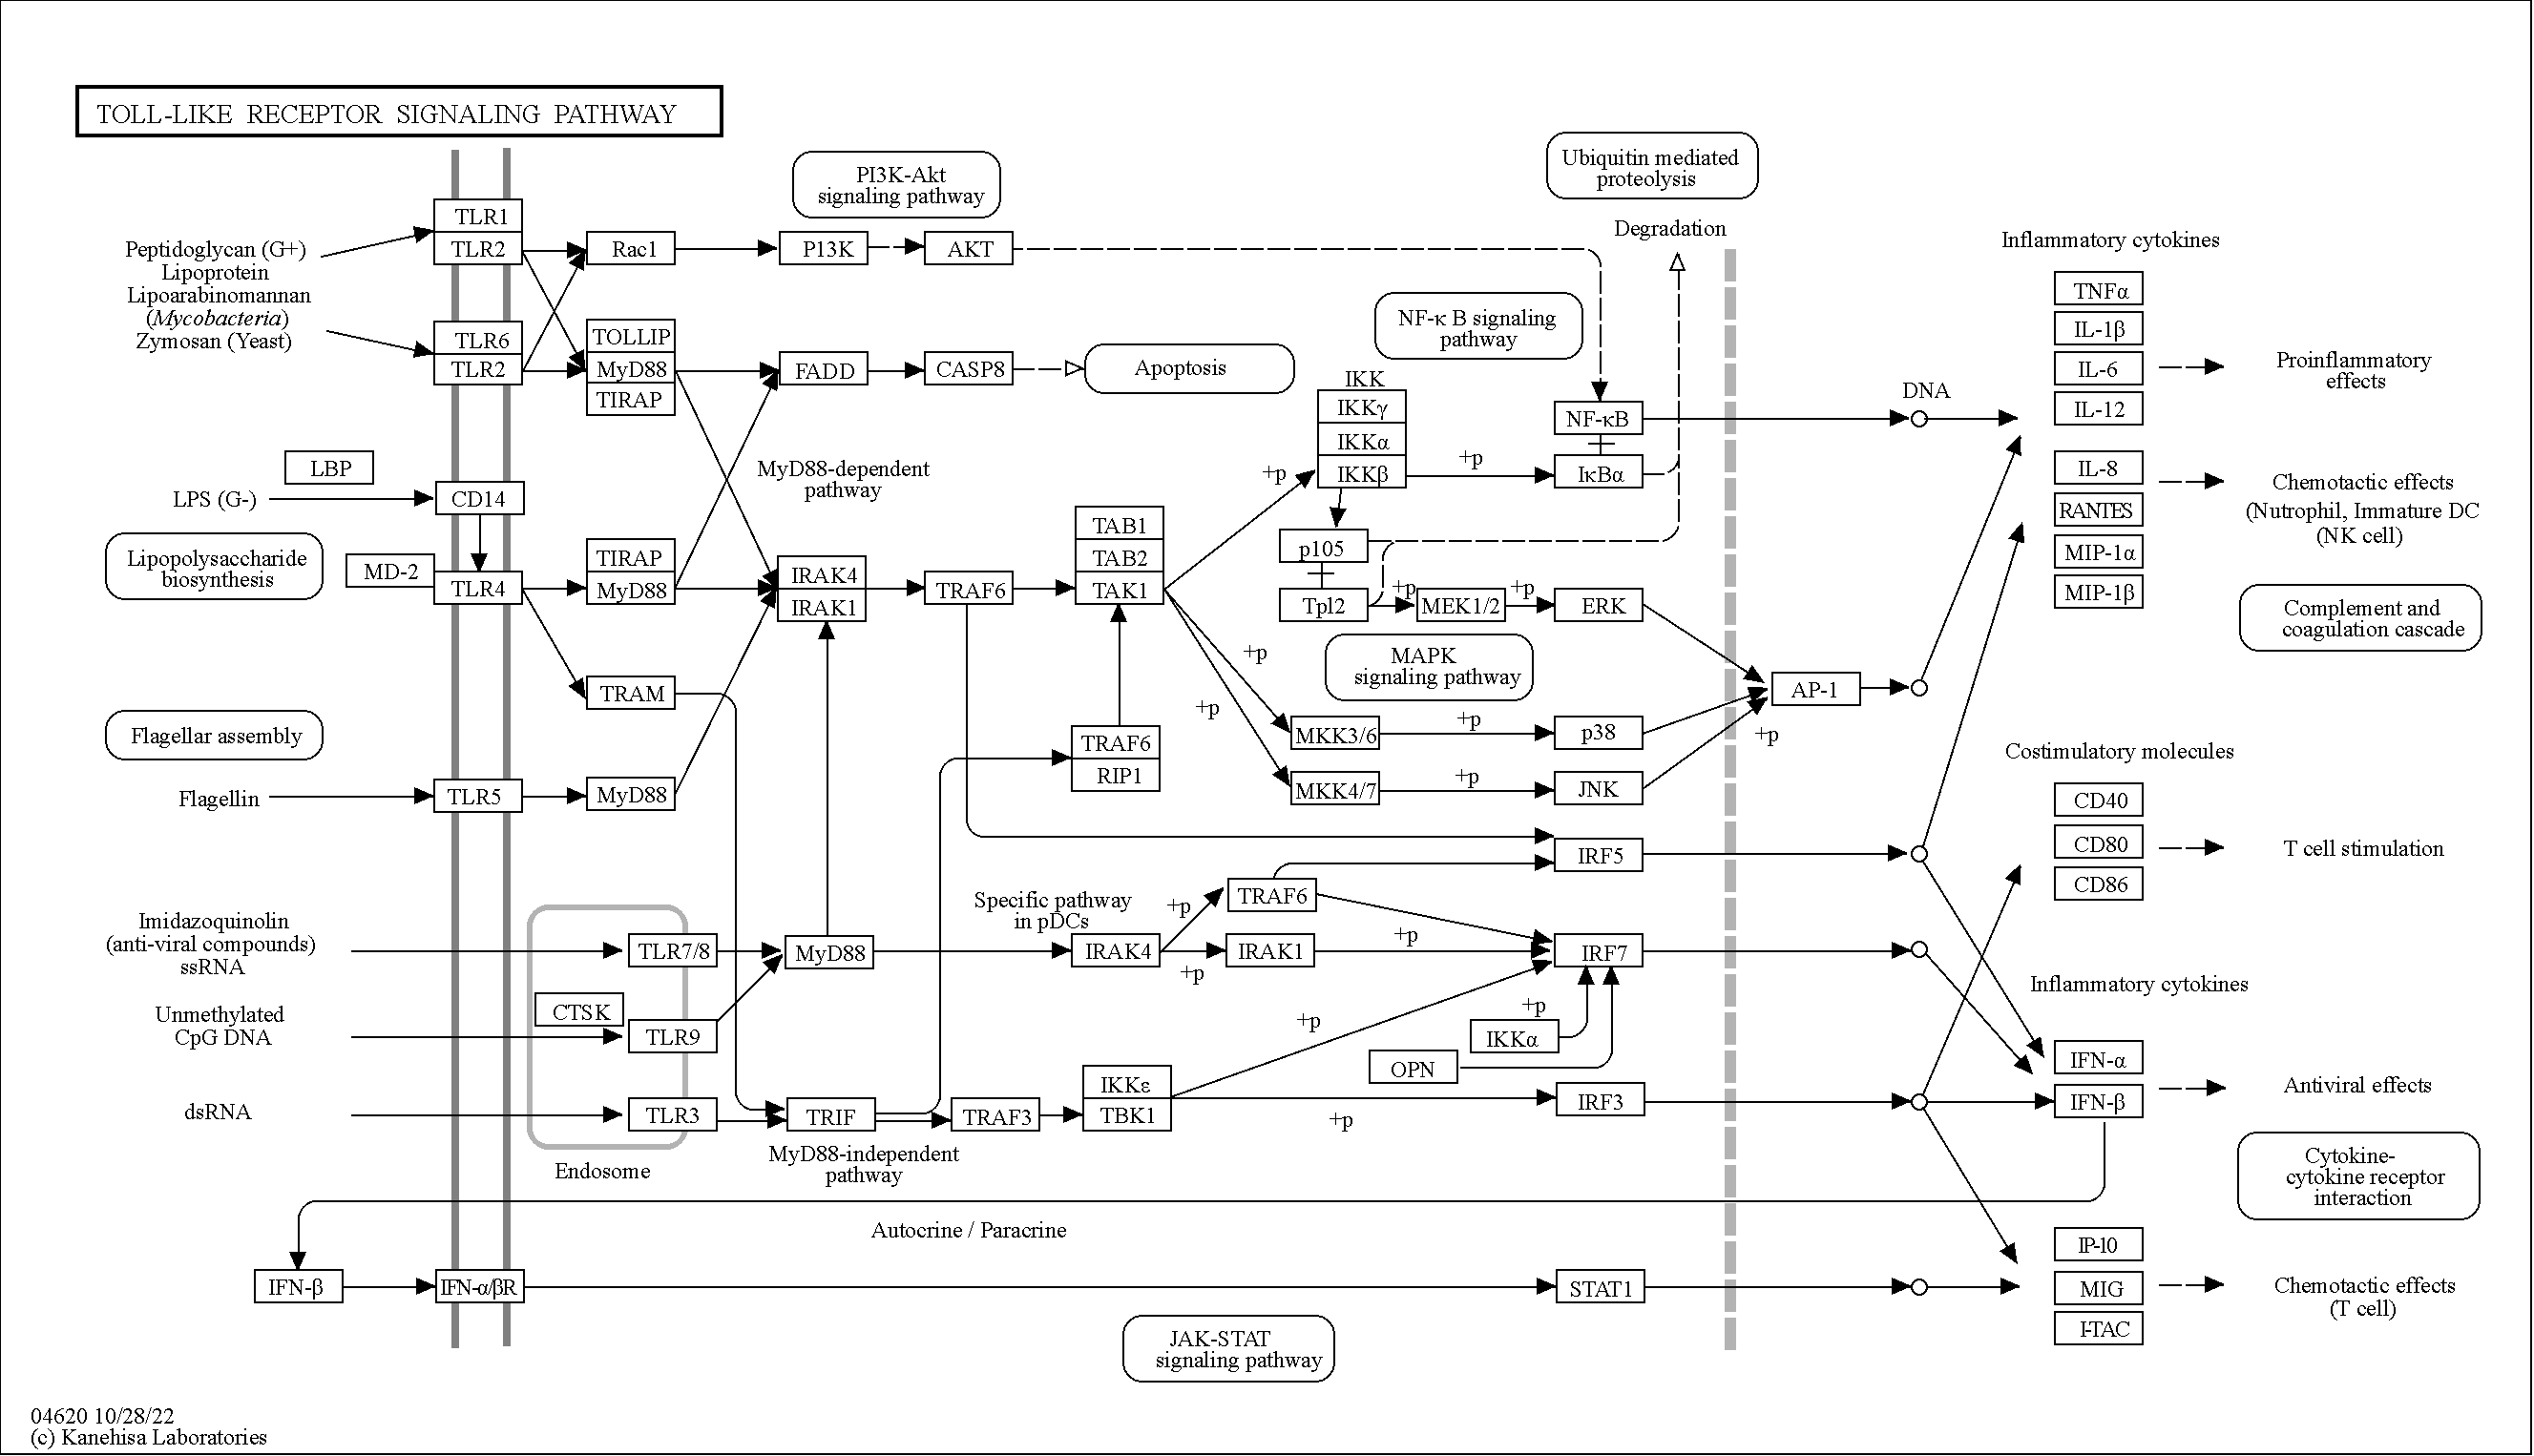 TOLL-LIKE RECEPTOR SIGNALING PATHWAY
PI3K-Akt
signaling pathway
Ubiquitin mediated
proteolysis
Degradation
TLR1
TLR2
Peptidoglycan (G+)
Lipoprotein
Lipoarabinomannan
(Mycobacteria)
Zymosan (Yeast)
Rac1
P13K
AKT
TLR6
TLR2
TOLLIP
MyD88
TIRAP
FADD
CASP8
Apoptosis
NF-κ B signaling
pathway
IKK
IKKγ
IKKα
IKKβ
+p
+p
NF-κB
IκBα
DNA
Inflammatory cytokines
TNFα
IL-1β
IL-6
IL-12
Proinflammatory
effects
IL-8
RANTES
MIP-1α
MIP-1β
Chemotactic effects
(Nutrophil, Immature DC
(NK cell)
Complement and
coagulation cascade
LBP
LPS (G-)
CD14
MyD88-dependent
pathway
Lipopolysaccharide
biosynthesis
MD-2
TLR4
TIRAP
MyD88
IRAK4
IRAK1
TRAF6
TAB1
TAB2
TAK1
p105
Tpl2
+p
MEK1/2
+p
ERK
MAPK
signaling pathway
+p
+p
TRAM
AP-1
Flagellar assembly
TRAF6
RIP1
MKK3/6
+p
p38
+p
MKK4/7
+p
JNK
Flagellin
TLR5
MyD88
Costimulatory molecules
CD40
CD80
CD86
T cell stimulation
IRF5
TRAF6
Specific pathway
in pDCs
+p
Imidazoquinolin
(anti-viral compounds)
ssRNA
TLR7/8
MyD88
IRAK4
+p
IRAK1
+p
IRF7
Inflammatory cytokines
Unmethylated
CpG DNA
CTSK
TLR9
+p
+p
IKKα
OPN
IFN-α
IFN-β
Antiviral effects
dsRNA
TLR3
TRIF
TRAF3
IKKε
TBK1
+p
IRF3
Endosome
MyD88-independent
pathway
Cytokine-
cytokine receptor
interaction
Autocrine / Paracrine
IFN-β
IFN-α/βR
STAT1
IP-10
MIG
I-TAC
Chemotactic effects
(T cell)
JAK-STAT
signaling pathway
04620 10/28/22
(c) Kanehisa Laboratories